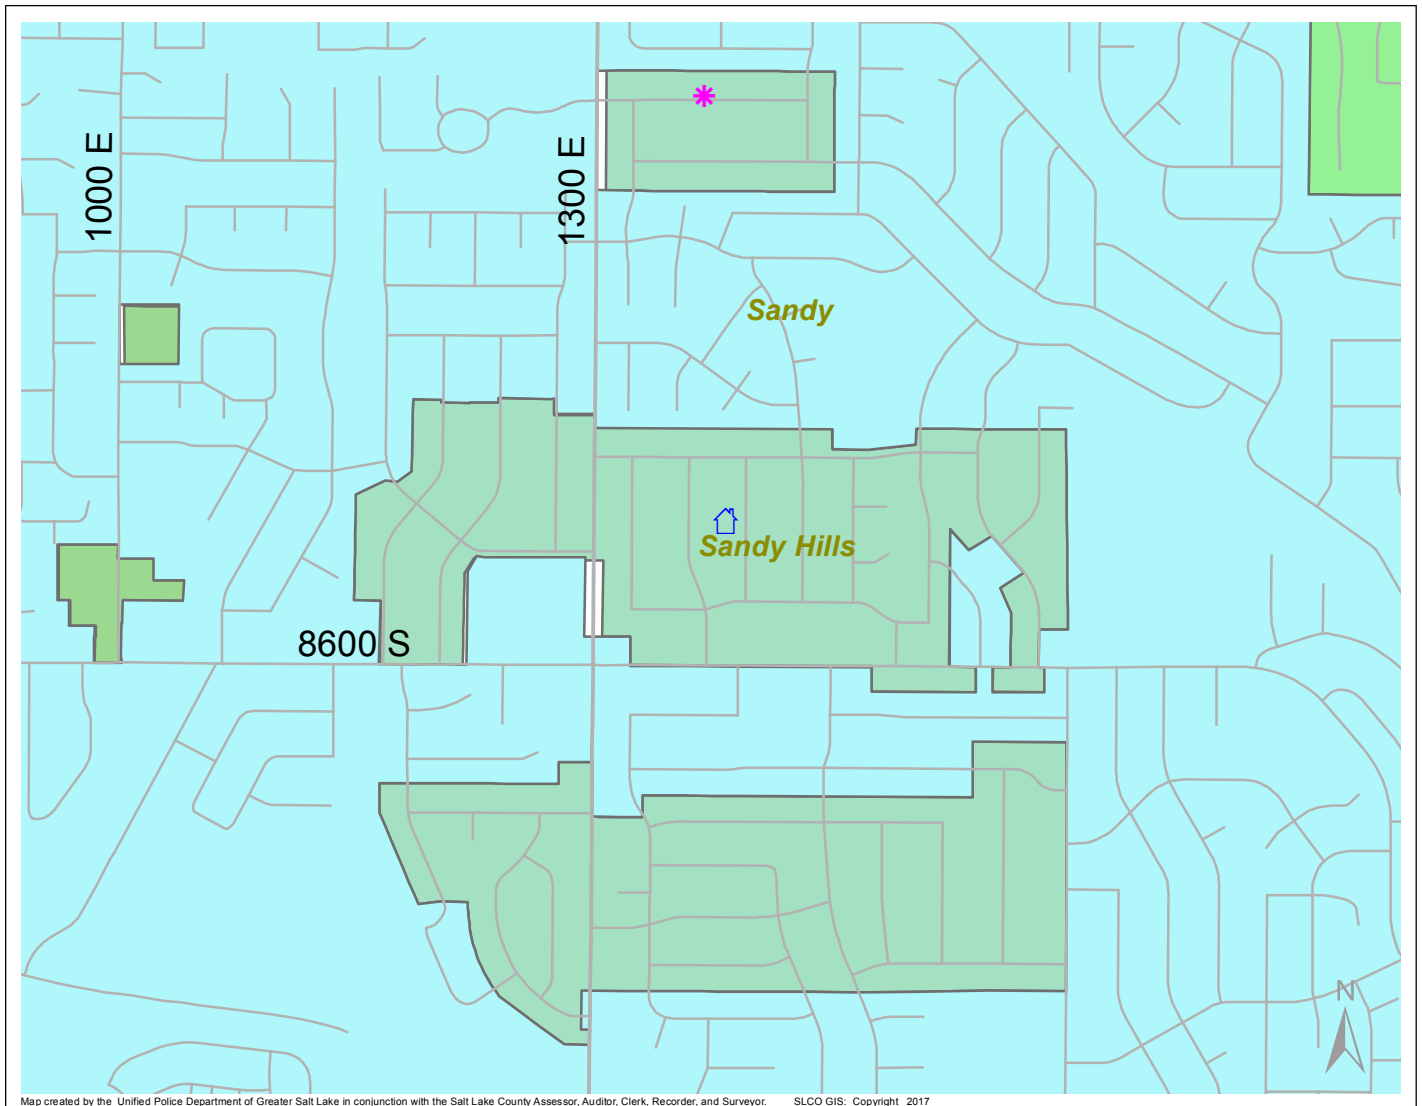 1000 E
1300 E
Sandy
Sandy Hills
8600 S
N
Map created by the Unified Police Department of Greater Salt Lake in conjunction with the Salt Lake County Assessor, Auditor, Clerk, Recorder, and Surveyor. SLCO GIS: Copyright 2017